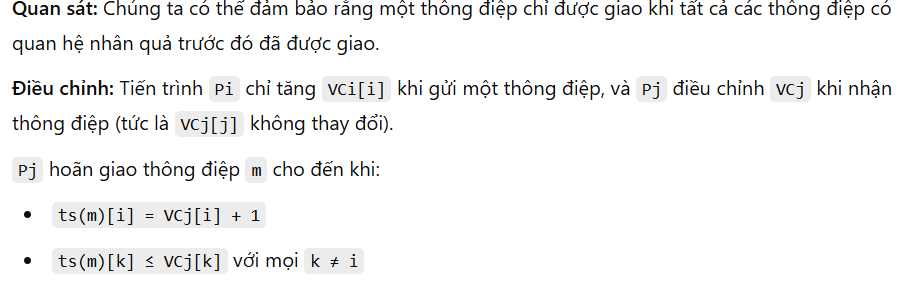 Quan sát: Chúng ta có thể đảm bảo rằng một thông điệp chỉ được giao khi tất cả các thông điệp có
quan hệ nhân quả trước đó đã được giao.
Điều chỉnh: Tiến trình Pi chỉ tăng VCi[i] khi gửi một thông điệp, và Pj điều chỉnh VCj khi nhận
thông điệp (tức là VCj[j] không thay đổi).
Pj hoãn giao thông điệp m cho đến khi:
• ts(m)[i] = VCj[i] + 1
• ts(m)[k] ≤ VCj[k] với mọi k ≠ i